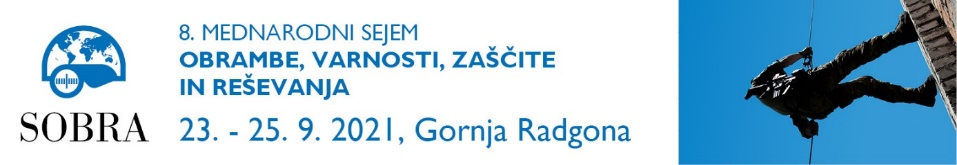 SOBRA
8. MEDNARODNI SEJEM
OBRAMBE, VARNOSTI, ZAŠČITE
IN REŠEVANJA
23. - 25. 9. 2021, Gornja Radgona